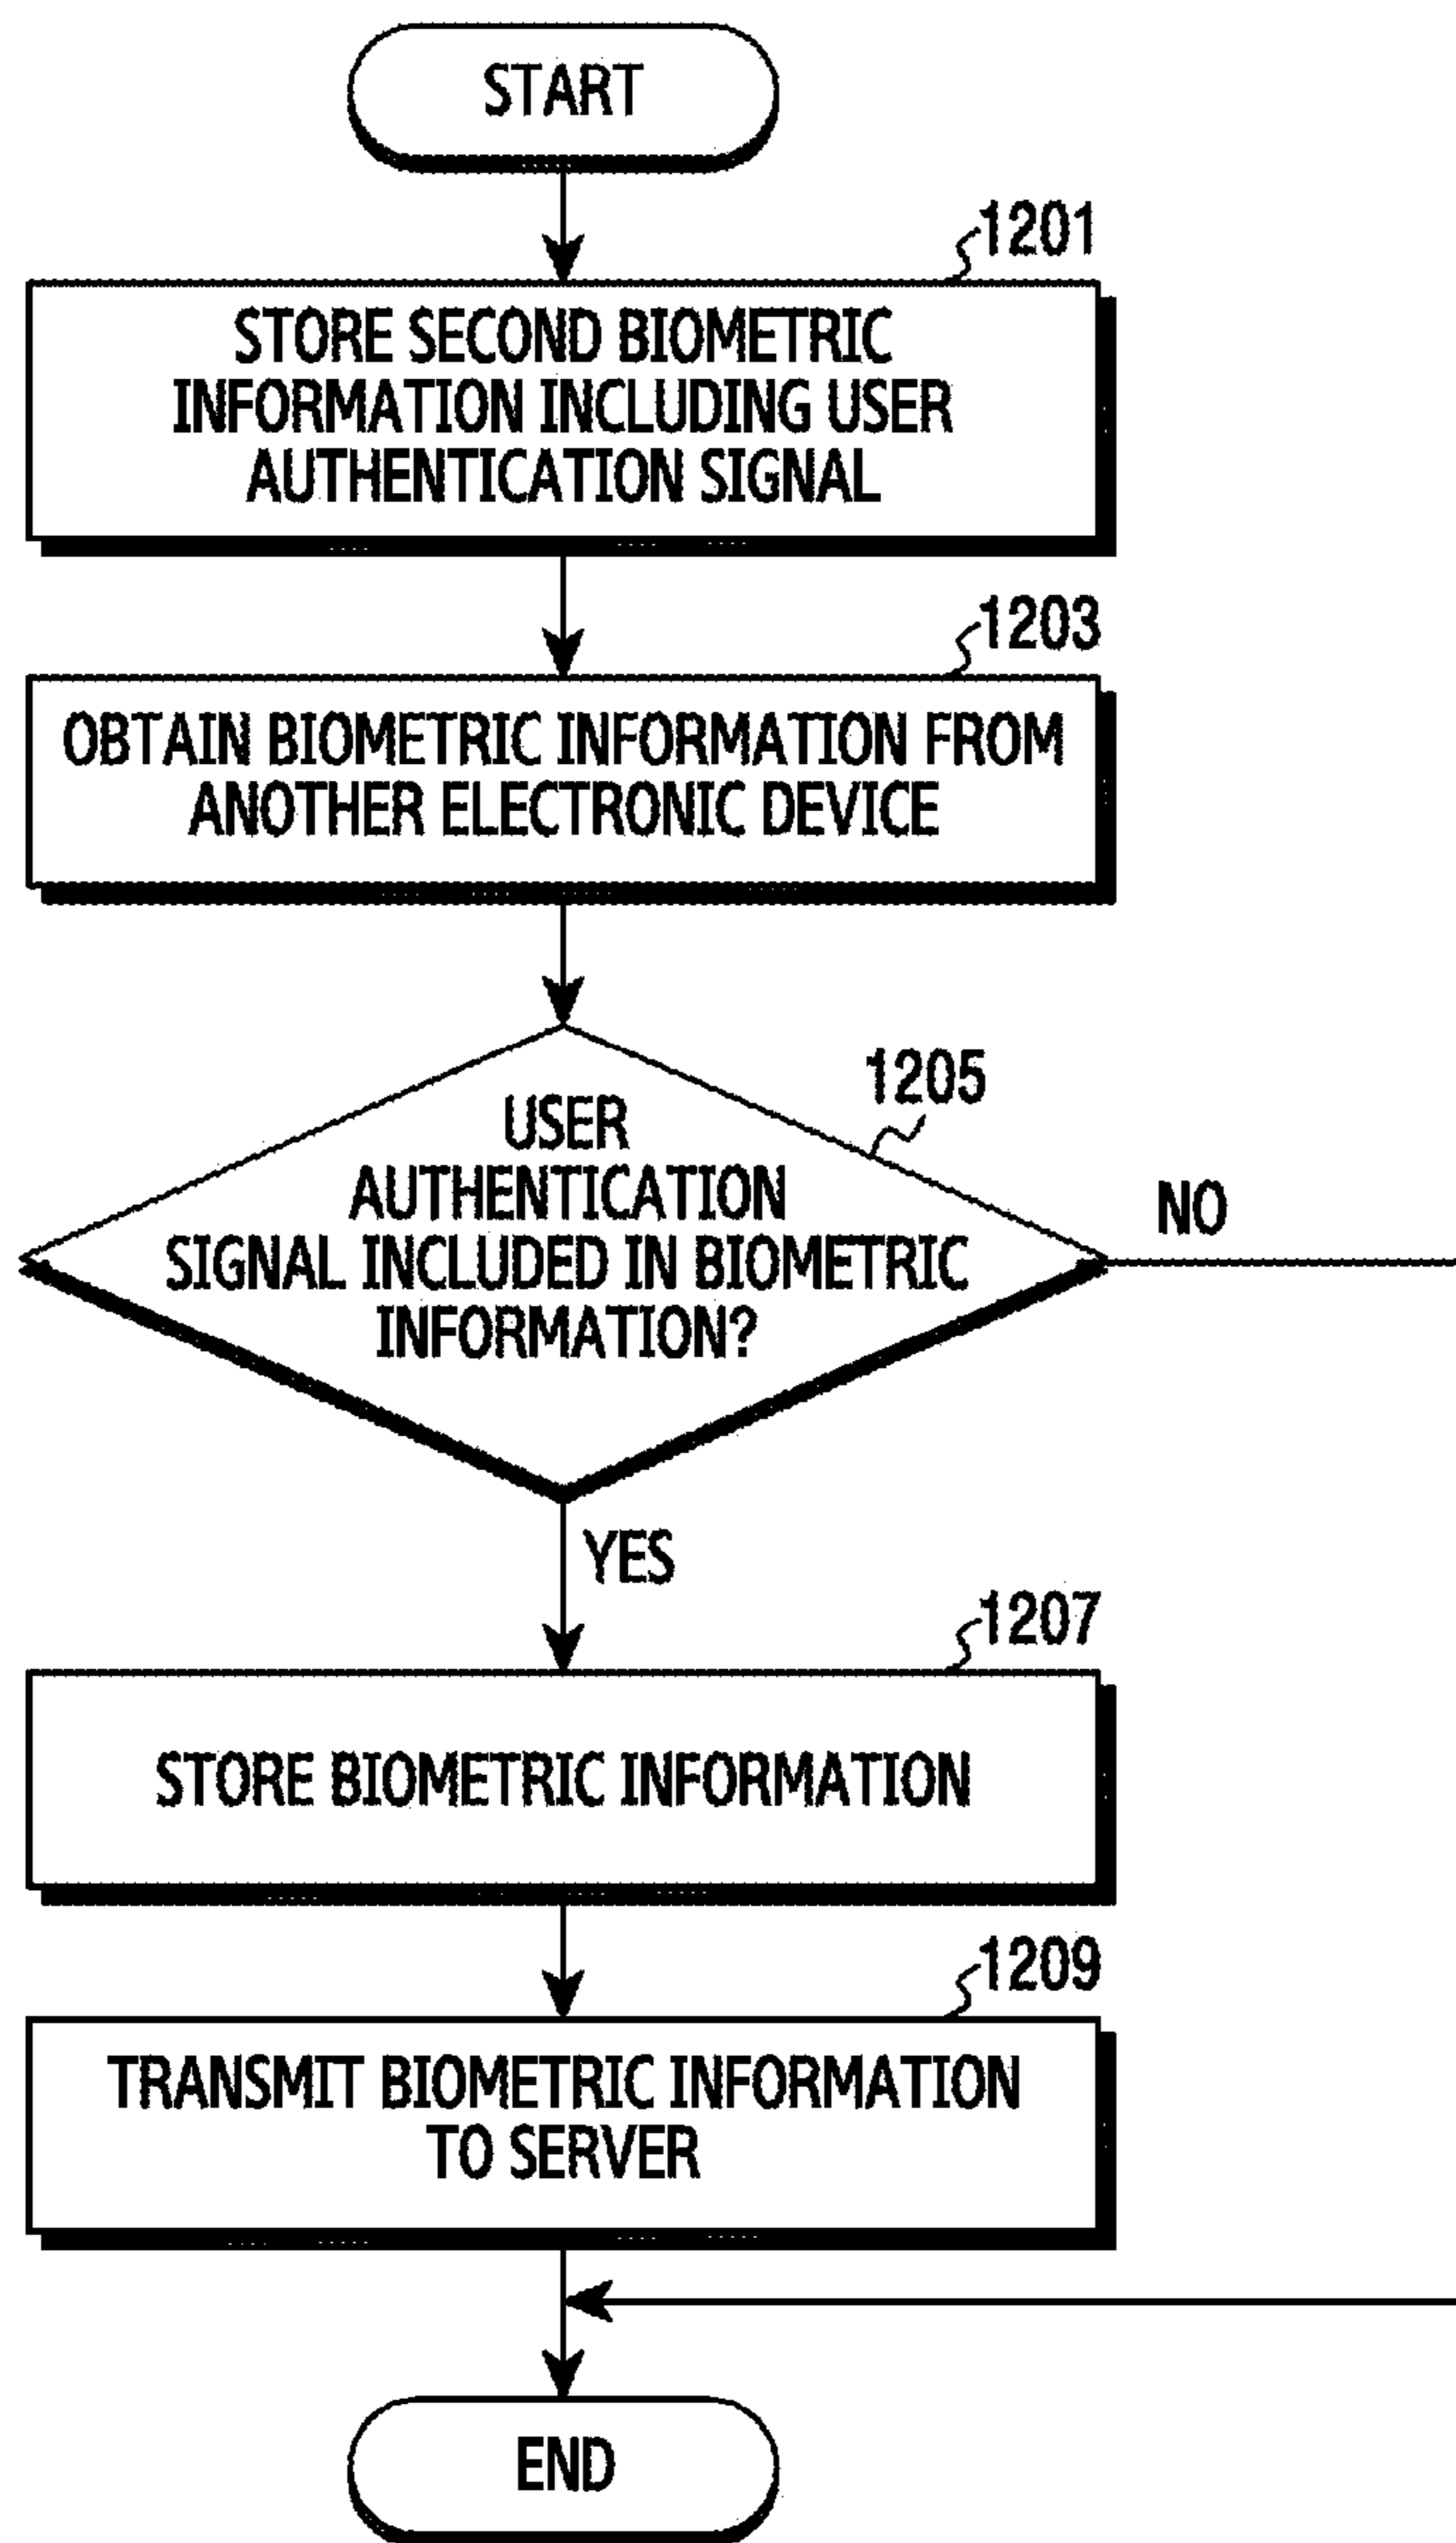 START
1201
STORE SECOND BIOMETRIC
INFORMATION INCLUDING USER
AUTHENTICATION SIGNAL
1203
OBTAIN BIOMETRIC INFORMATION FROM
ANOTHER ELECTRONIC DEVICE
1205
USER
AUTHENTICATION
SIGNAL INCLUDED IN BIOMETRIC
INFORMATION?
NO
YES
1207
STORE BIOMETRIC INFORMATION
1209
TRANSMIT BIOMETRIC INFORMATION
TO SERVER
END